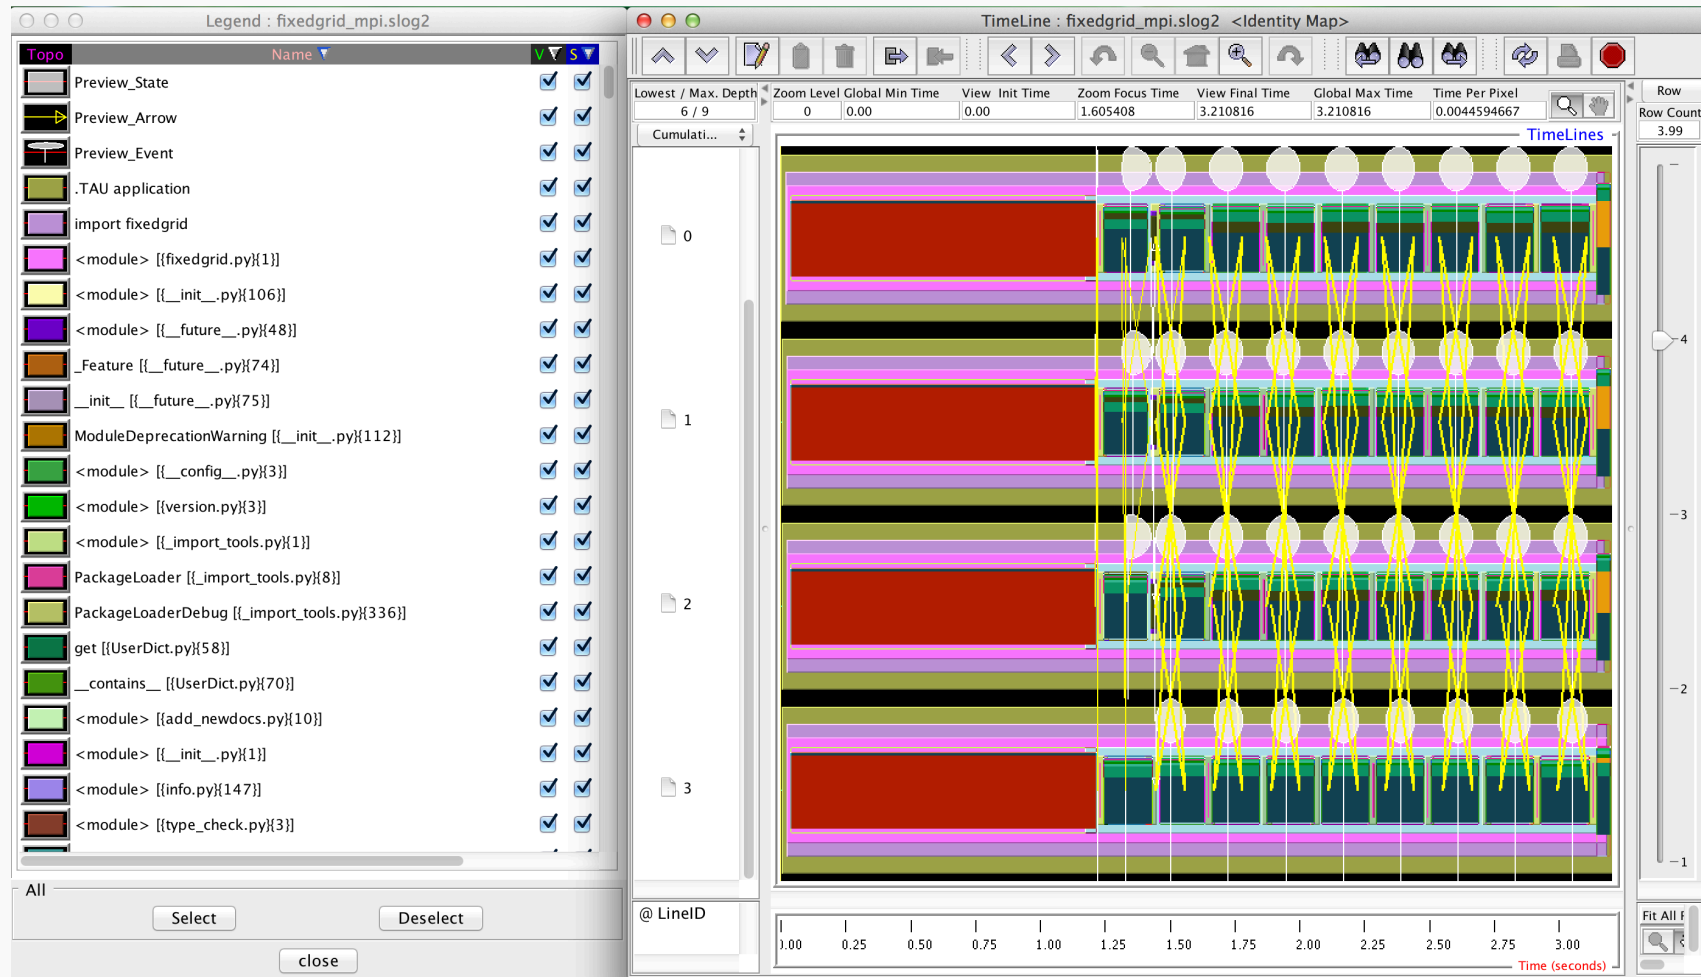 Legend : fixedgrid_mpi.slog2
Topo Name V S
Preview_State
Preview_Arrow
Preview_Event
.TAU application
import fixedgrid
<module> [{fixedgrid.py}{1}]
<module> [{__init__.py}{106}]
<module> [{__future__.py}{48}]
_Feature [{__future__.py}{74}]
__init__ [{__future__.py}{75}]
ModuleDeprecationWarning [{__init__.py}{112}]
<module> [{__config__.py}{3}]
<module> [{version.py}{3}]
<module> [{_import_tools.py}{1}]
PackageLoader [{_import_tools.py}{8}]
PackageLoaderDebug [{_import_tools.py}{336}]
get [{UserDict.py}{58}]
__contains__ [{UserDict.py}{70}]
<module> [{add_newdocs.py}{10}]
<module> [{__init__.py}{1}]
<module> [{info.py}{147}]
<module> [{type_check.py}{3}]
All
Select Deselect
close
TimeLine : fixedgrid_mpi.slog2 <Identity Map>
Lowest / Max. Depth Zoom Level Global Min Time View Init Time Zoom Focus Time View Final Time Global Max Time Time Per Pixel
6 / 9 0 0.00 0.00 1.605408 3.210816 3.210816 0.0044594667
Row
Row Count
3.99
Cumulati...
TimeLines
0
1
2
3
4
3
2
1
@ LineID
0.25 0.50 0.75 1.00 1.25 1.50 1.75 2.00 2.25 2.50 2.75 3.00
Time (seconds)
Fit All